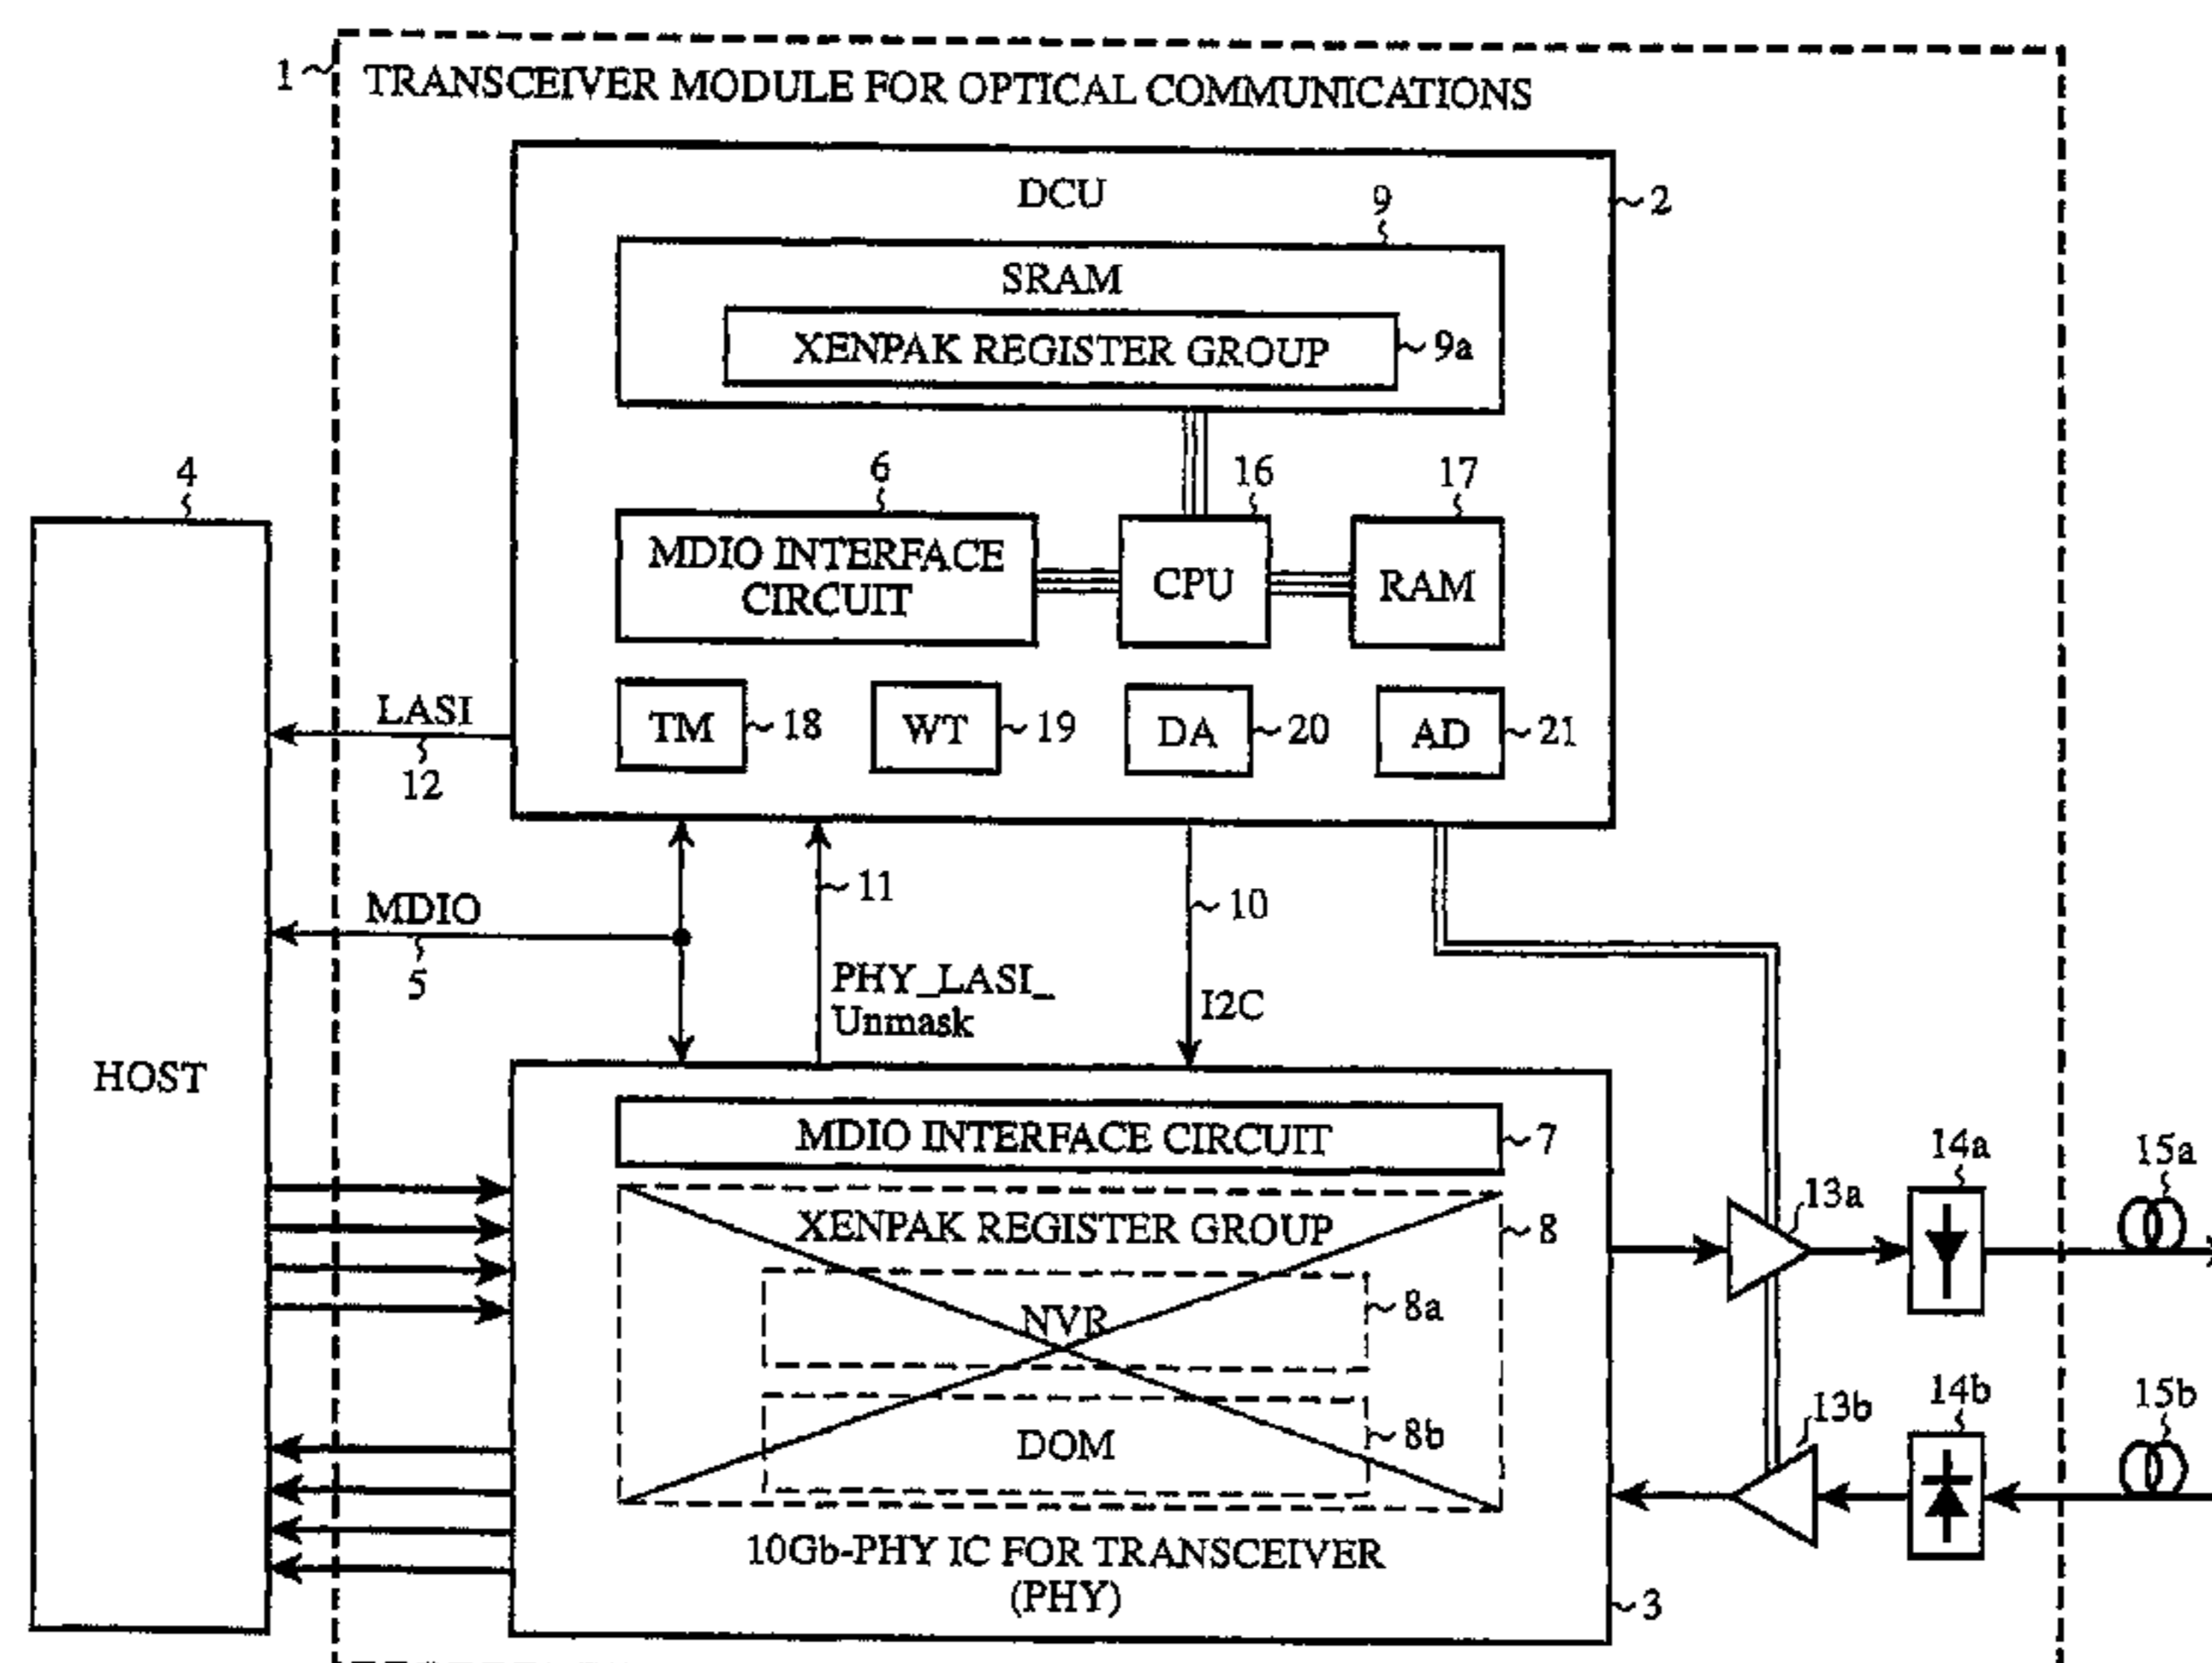 1
TRANSCEIVER MODULE FOR OPTICAL COMMUNICATIONS
DCU
2
9
SRAM
XENPAK REGISTER GROUP
9a
4
6
16
17
MDIO INTERFACE
CIRCUIT
CPU
RAM
LASI
12
TM
18
WT
19
DA
20
AD
21
MDIO
5
11
10
PHY_LASI_
Unmask
I2C
HOST
MDIO INTERFACE CIRCUIT
7
XENPAK REGISTER GROUP
8
NVR
8a
DOM
8b
10Gb-PHY IC FOR TRANSCEIVER
(PHY)
3
13a
14a
15a
13b
14b
15b